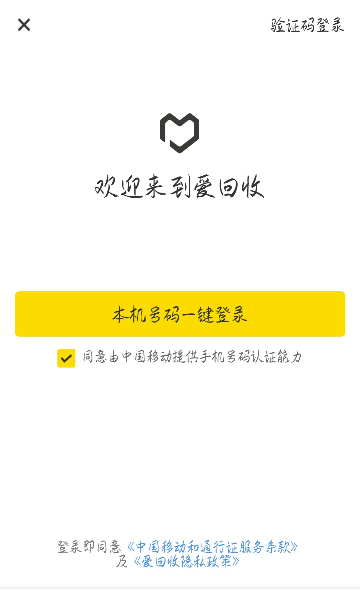 验证码登录
欢迎来到爱回收
本机号码一键登录
同意由中国移动提供手机号码认证能力
登录即同意《中国移动和通行证服务条款》
及《爱回收隐私政策》